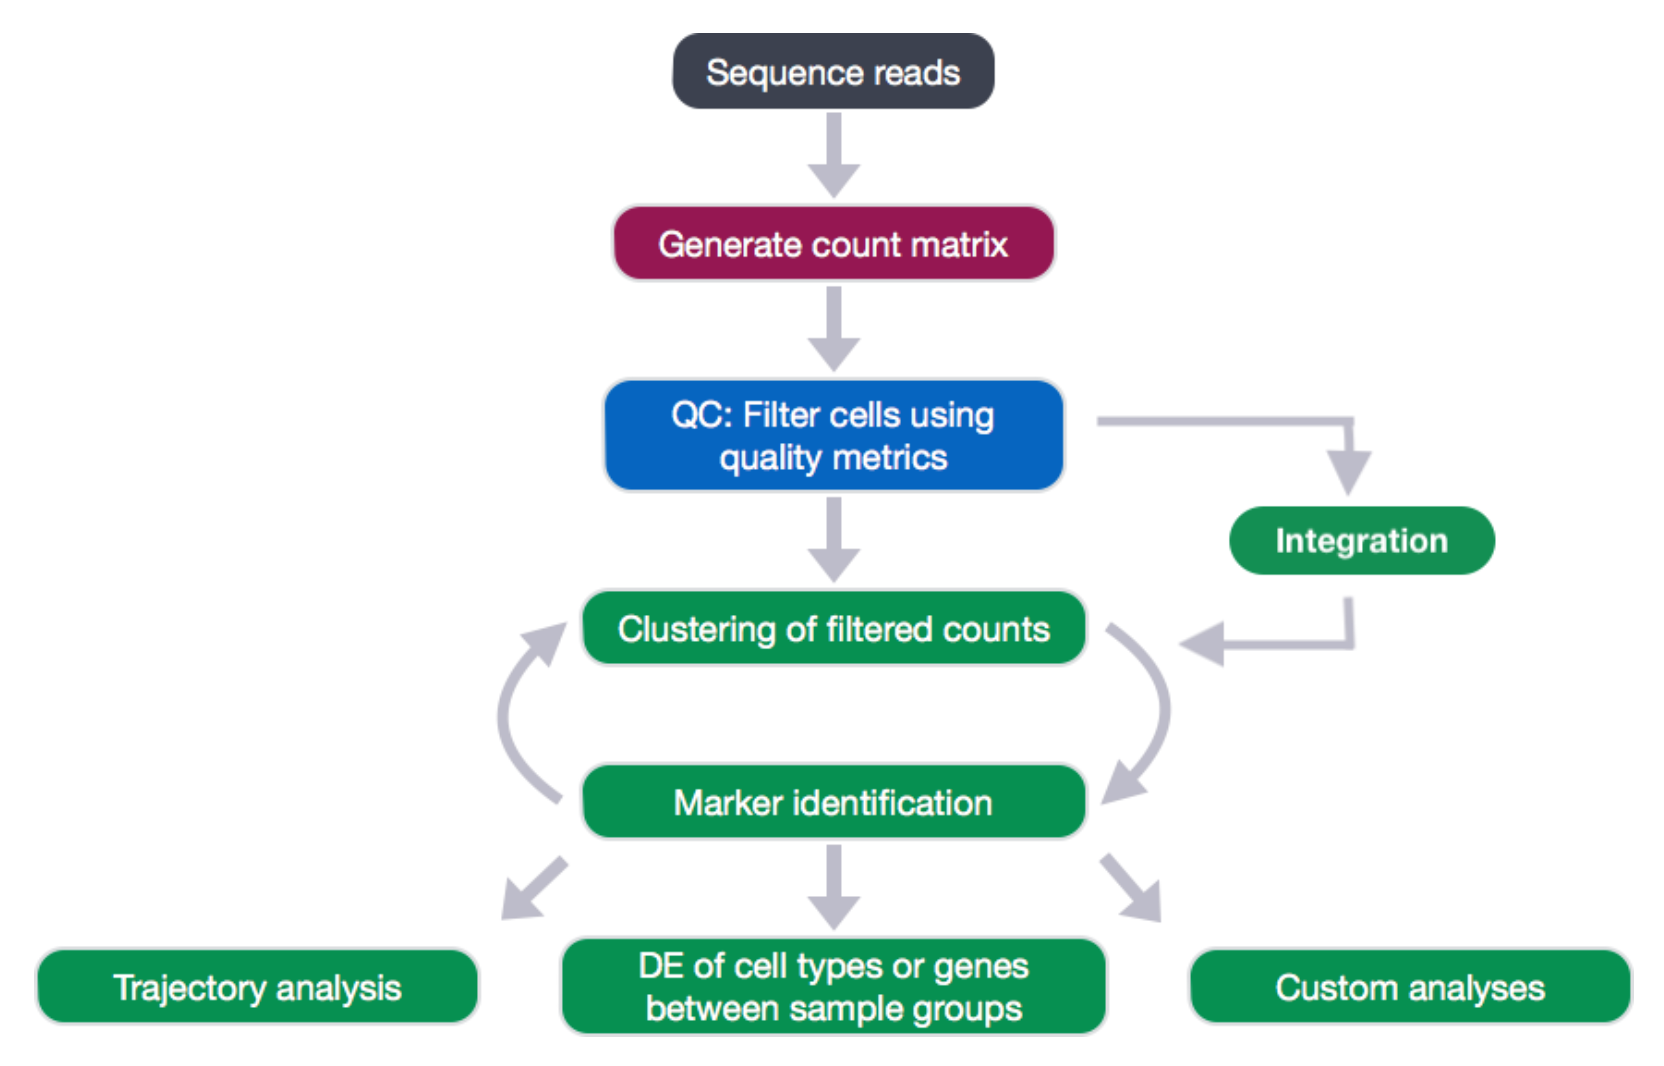 Sequence reads
Generate count matrix
QC: Filter cells using
quality metrics
Integration
Clustering of filtered counts
Marker identification
Trajectory analysis
DE of cell types or genes
between sample groups
Custom analyses